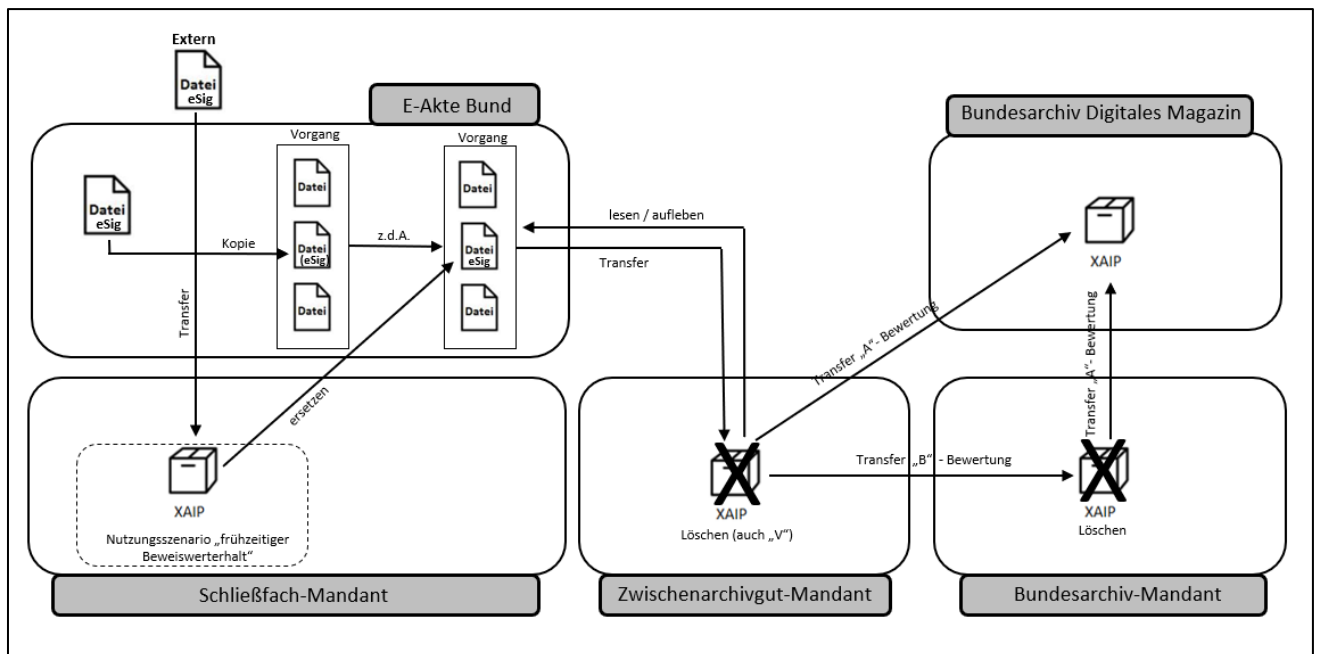 Extern
Datei
eSig
E-Akte Bund
Vorgang
Vorgang
Datei
Datei
Datei
eSig
Kopie
Datei
(eSig)
z.d.A.
Datei
eSig
Datei
Datei
Transfer
ersetzen
lesen / aufleben
Transfer
Bundesarchiv Digitales Magazin
XAIP
Transfer „A“- Bewertung
Transfer „A“- Bewertung
XAIP
Nutzungsszenario „frühzeitiger
Beweiswerterhalt“
Schließfach-Mandant
XAIP
Löschen (auch „V“)
Zwischenarchivgut-Mandant
Transfer „B“ - Bewertung
XAIP
Löschen
Bundesarchiv-Mandant